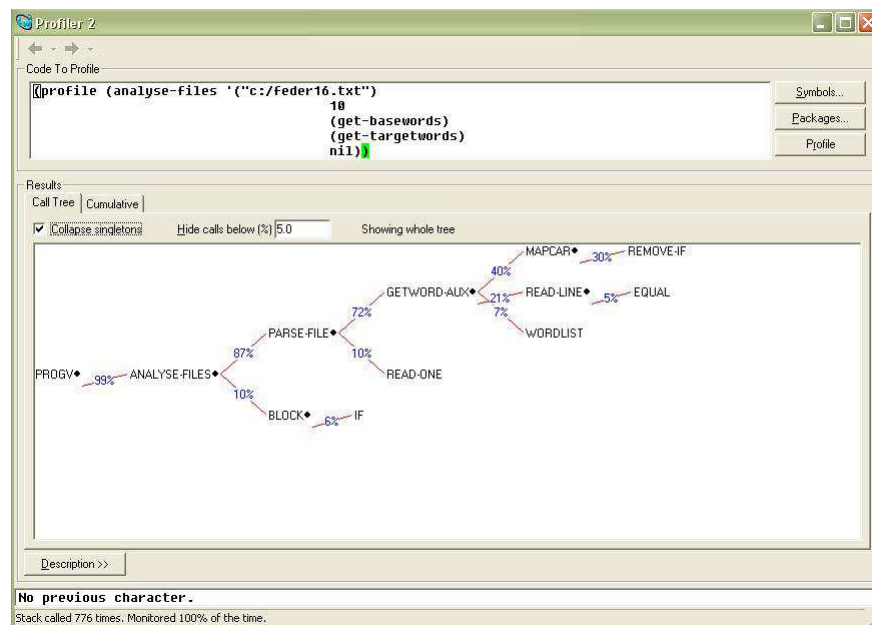 Profiler 2
Code To Profile
(profile (analyse-files '("c:/feder16.txt")
10
(get-basewords)
(get-targetwords)
nil))
Symbols...
Packages...
Profile
Results
Call Tree Cumulative
Collapse singletons Hide calls below (%) 5.0 Showing whole tree
MAPCAR 30% REMOVE-IF
40%
GETWORD-AUX 21% READ-LINE 5% EQUAL
72% 7%
PARSE-FILE WORDLIST
87% 10%
PROGV 99% ANALYSE-FILES READ-ONE
10%
BLOCK 6% IF
Description >>
No previous character.
Stack called 776 times. Monitored 100% of the time.